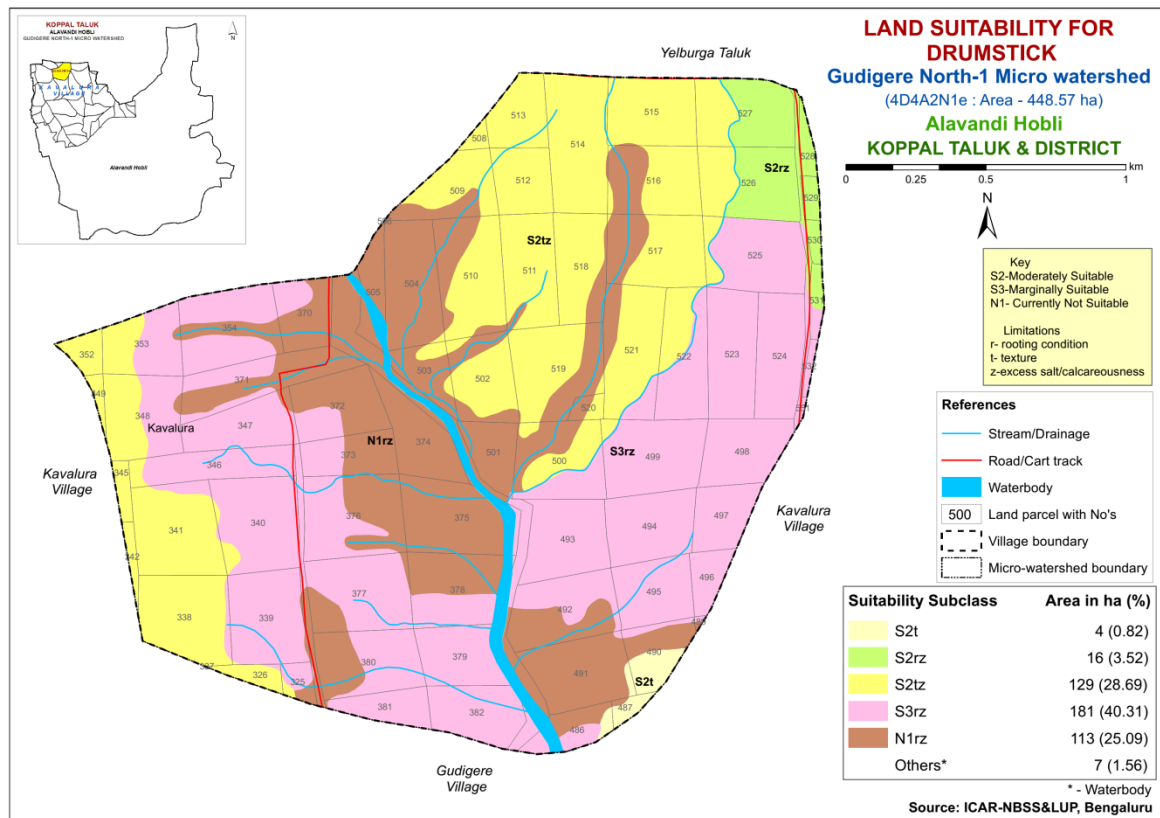 KOPPAL TALUK
ALAVANDI HOBLI
GUDIGERE NORTH-1 MICRO WATERSHED
N
KAVALURA
VILLAGE
Alavandi Hobli
LAND SUITABILITY FOR
DRUMSTICK
Gudigere North-1 Micro watershed
(4D4A2N1e : Area - 448.57 ha)
Alavandi Hobli
KOPPAL TALUK & DISTRICT
0 0.25 0.5 1 km
N
Key
S2-Moderately Suitable
S3-Marginally Suitable
N1- Currently Not Suitable
Limitations
r- rooting condition
t- texture
z-excess salt/calcareousness
References
Stream/Drainage
Road/Cart track
Waterbody
500 Land parcel with No's
Village boundary
Micro-watershed boundary
Suitability Subclass Area in ha (%)
S2t 4 (0.82)
S2rz 16 (3.52)
S2tz 129 (28.69)
S3rz 181 (40.31)
N1rz 113 (25.09)
Others* 7 (1.56)
* - Waterbody
Source: ICAR-NBSS&LUP, Bengaluru
Yelburga Taluk
513
515
527
508
514
528
S2rz
512
516
526
509
529
S2tz
517
530
525
510
511
518
504
505
531
370
354
353
352
521
522
523
524
532
503
371
519
502
349
520
372
348
Kavalura
347
N1rz
374
501
S3rz
373
499
498
500
346
345
Kavalura
Village
376
375
497
Kavalura
Village
341
340
494
493
342
496
378
495
377
492
338
339
489
379
490
380
491
326
325
S2t
381
382
487
486
Gudigere
Village